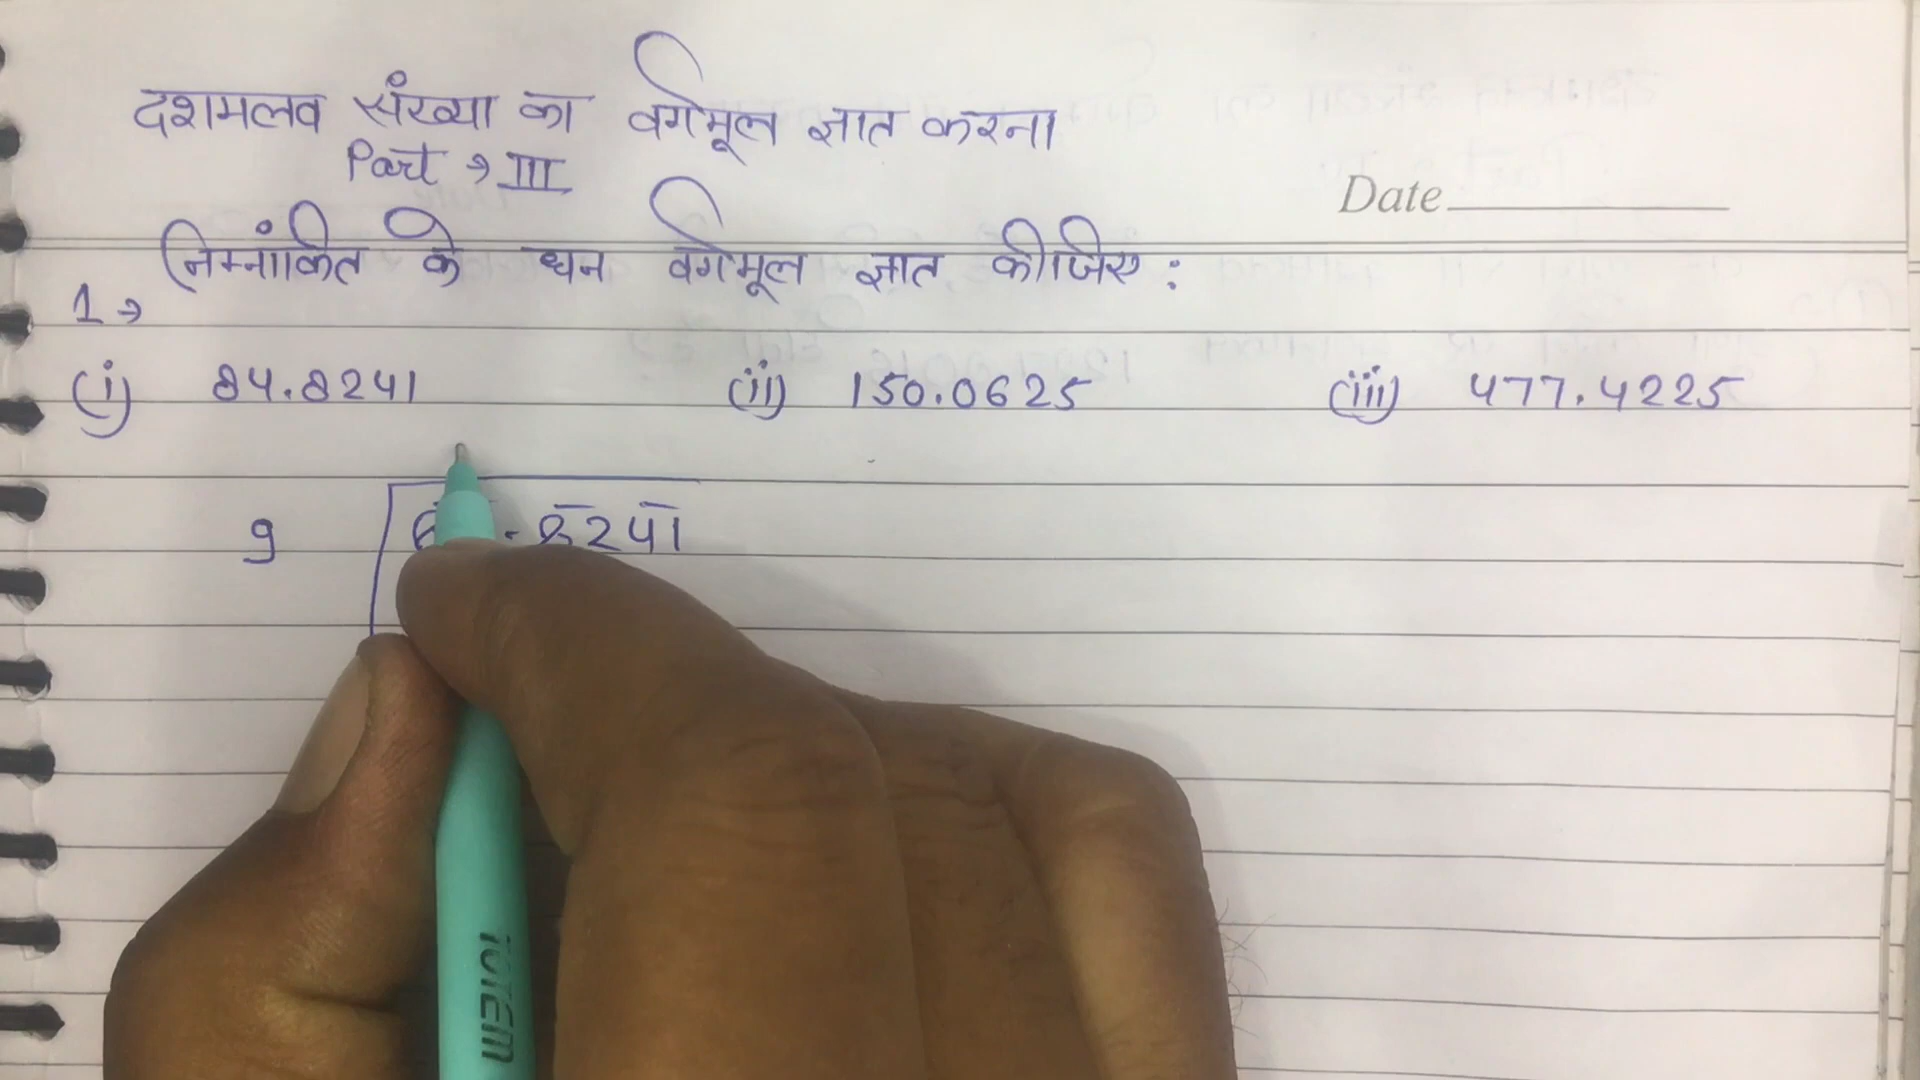 दशमलव संख्या का वर्गमूल ज्ञात करना
Part → III
Date
निम्नांकित के धन वर्गमूल ज्ञात कीजिए :
1→
(i) 84.8241 (ii) 150.0625 (iii) 477.4225
9 . 8241
TOTEM